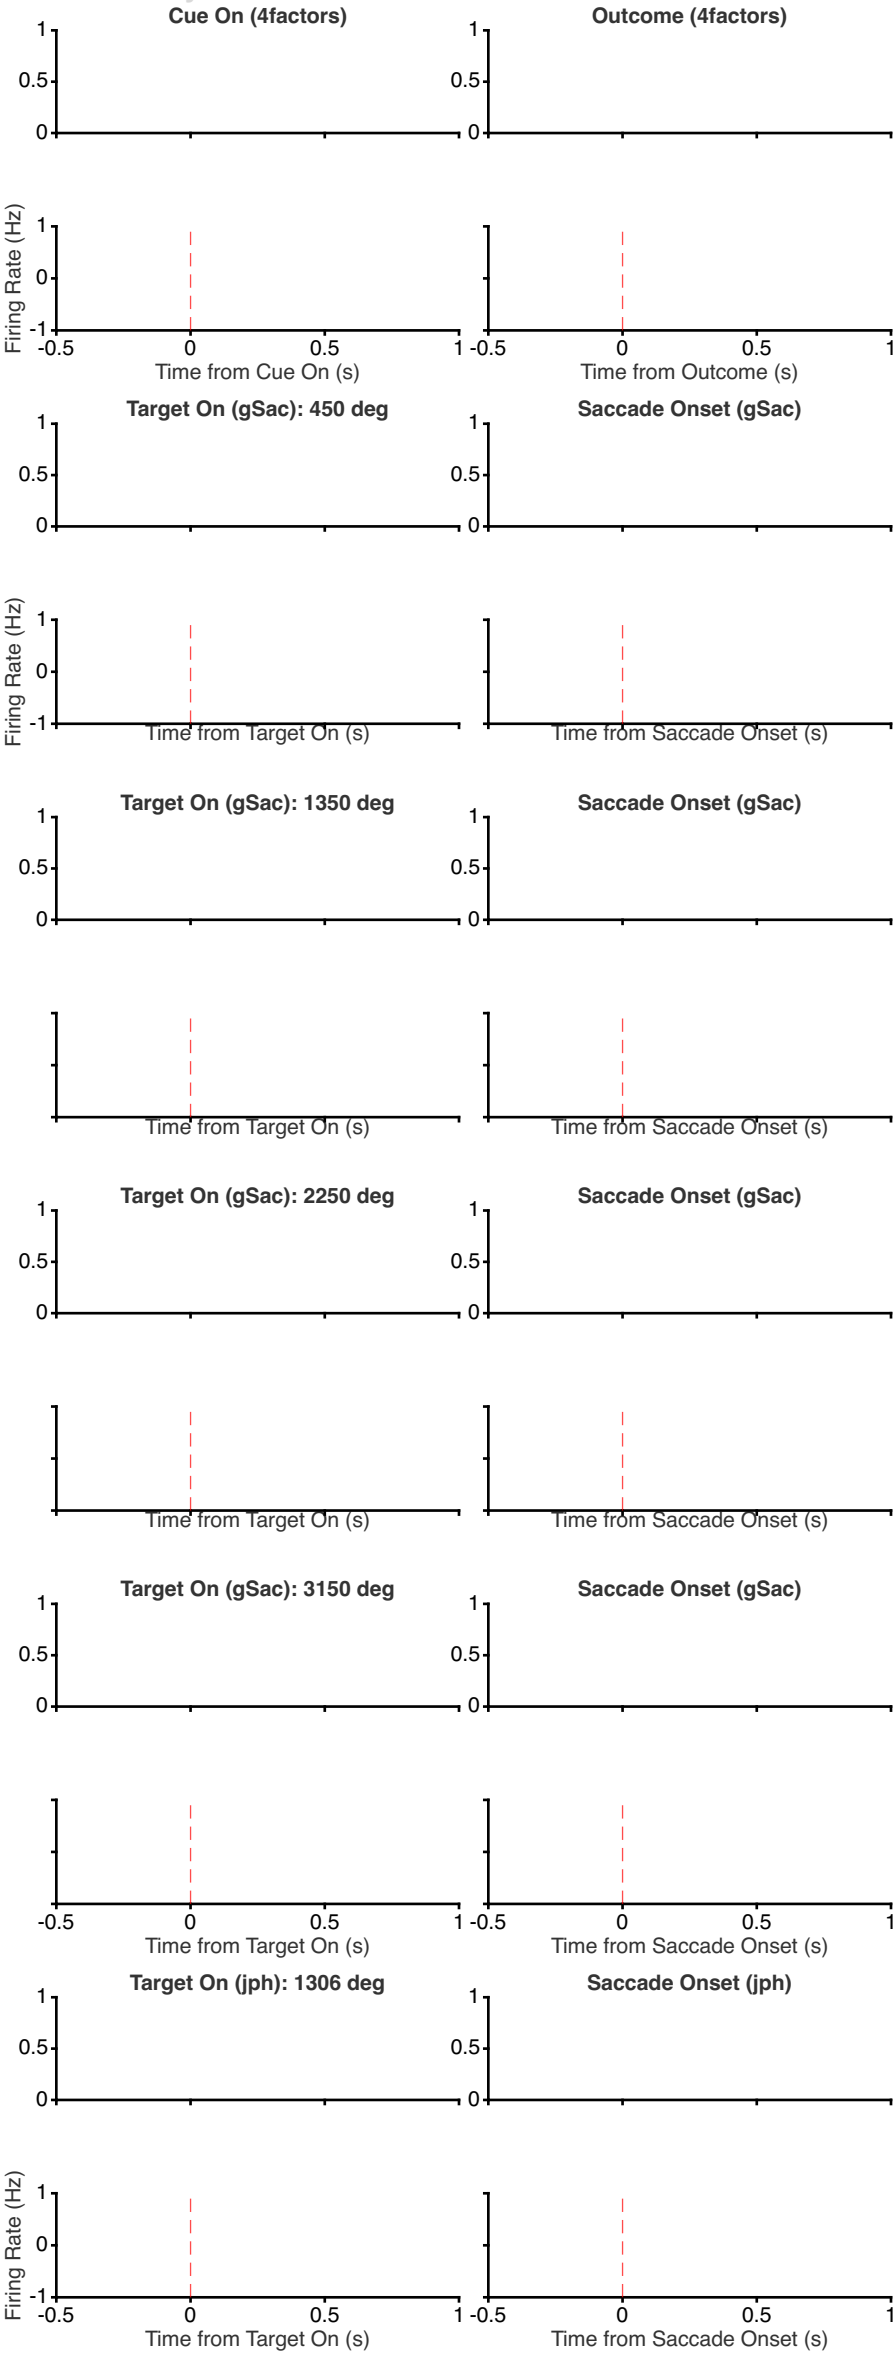 Cue On (4factors) Outcome (4factors)
1 1
0.5 0.5
0 0
Firing Rate (Hz)
1
0
-1
-0.5 0 0.5 1 -0.5 0 0.5 1
Time from Cue On (s) Time from Outcome (s)
Target On (gSac): 450 deg Saccade Onset (gSac)
1 1
0.5 0.5
0 0
Firing Rate (Hz)
1
0
-1
Time from Target On (s) Time from Saccade Onset (s)
Target On (gSac): 1350 deg Saccade Onset (gSac)
1 1
0.5 0.5
0 0
Time from Target On (s) Time from Saccade Onset (s)
Target On (gSac): 2250 deg Saccade Onset (gSac)
1 1
0.5 0.5
0 0
Time from Target On (s) Time from Saccade Onset (s)
Target On (gSac): 3150 deg Saccade Onset (gSac)
1 1
0.5 0.5
0 0
-0.5 0 0.5 1 -0.5 0 0.5 1
Time from Target On (s) Time from Saccade Onset (s)
Target On (jph): 1306 deg Saccade Onset (jph)
1 1
0.5 0.5
0 0
Firing Rate (Hz)
1
0
-1
-0.5 0 0.5 1 -0.5 0 0.5 1
Time from Target On (s) Time from Saccade Onset (s)